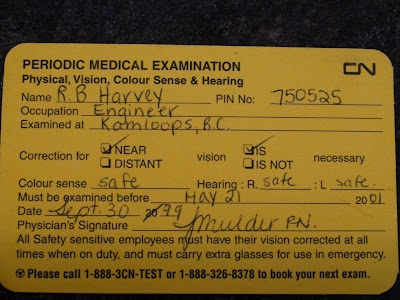 PERIODIC MEDICAL EXAMINATION CN
Physical, Vision, Colour Sense & Hearing
Name R.B Harvey PIN No: 750525
Occupation Engineer
Examined at Kamloops, B.C.
Correction for ☑ NEAR vision ☑ IS necessary
☐ DISTANT ☐ IS NOT
Colour sense safe Hearing: R. safe : L safe.
Must be examined before May 21 2001
Date Sept. 30 99
Physician's Signature JMulder RN.
All Safety sensitive employees must have their vision corrected at all
times when on duty, and must carry extra glasses for use in emergency.
Please call 1-888-3CN-TEST or 1-888-326-8378 to book your next exam.